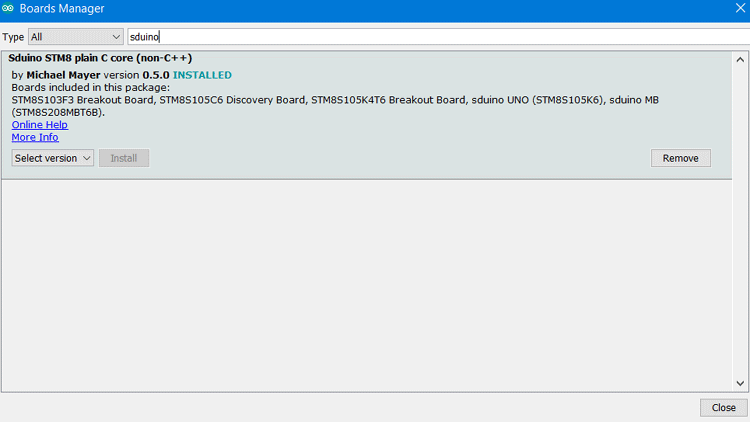 Boards Manager
Type All sduino
Sduino STM8 plain C core (non-C++)
by Michael Mayer version 0.5.0 INSTALLED
Boards included in this package:
STM8S103F3 Breakout Board, STM8S105C6 Discovery Board, STM8S105K4T6 Breakout Board, sduino UNO (STM8S105K6), sduino MB
(STM8S208MBT6B).
Online Help
More Info
Select version Install Remove
Close